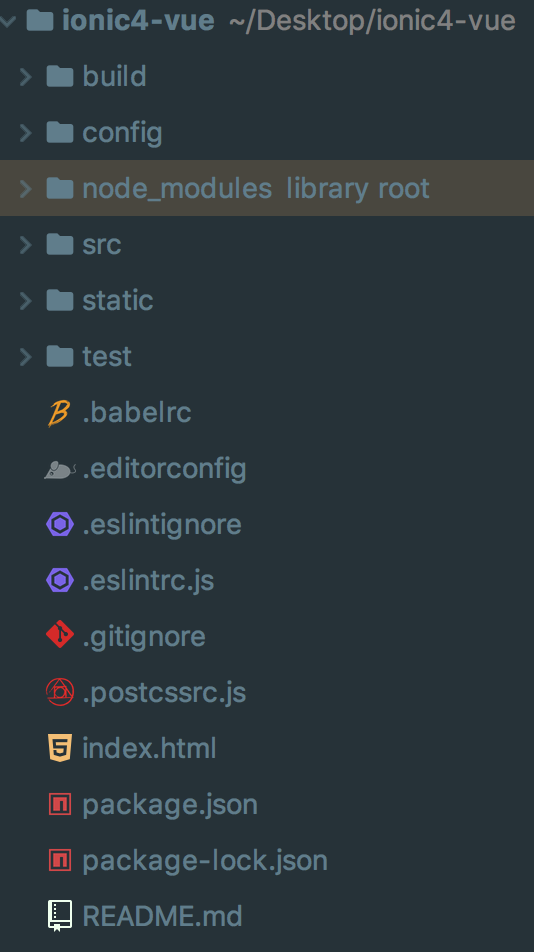 ionic4-vue ~/Desktop/ionic4-vue
build
config
node_modules library root
src
static
test
.babelrc
.editorconfig
.eslintignore
.eslintrc.js
.gitignore
.postcssrc.js
index.html
package.json
package-lock.json
README.md